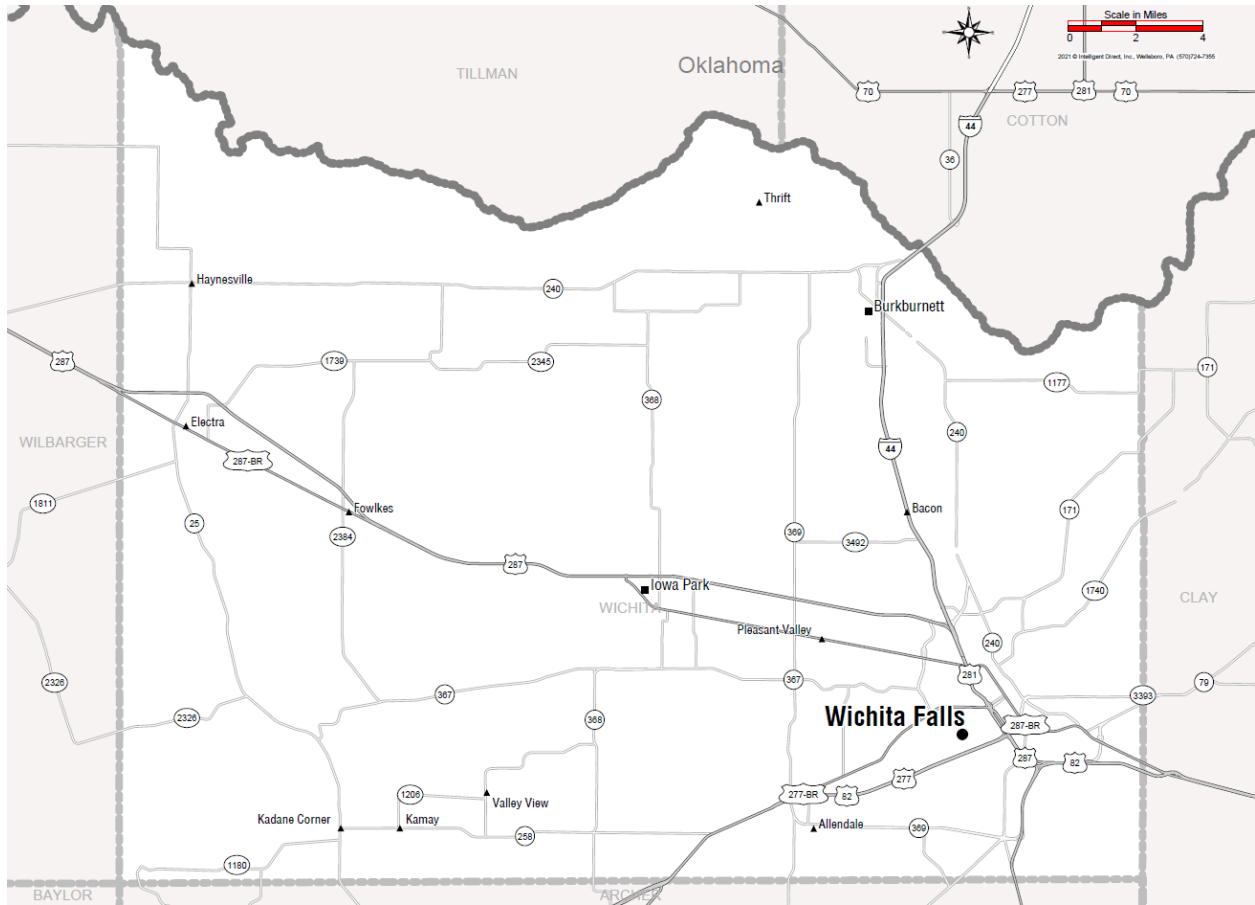 Scale in Miles
0 2 4
2021 © Intelligent Direct, Inc., Wellsboro, PA (570)724-7355
Oklahoma
TILLMAN
70 277 281 70
COTTON
44
36
Thrift
Haynesville
240
Burkburnett
287
1739
2345
171
1177
368
Electra
240
WILBARGER
287-BR
44
1811
Fowlkes
Bacon
25
171
2384
369
3492
287
Iowa Park
1740
CLAY
WICHITA
Pleasant Valley
240
281
2326
367
367
79
3393
2326
368
Wichita Falls
287-BR
287
82
277
1206
277-BR
82
Valley View
Kadane Corner
Kamay
Allendale
369
258
1180
BAYLOR
ARCHER